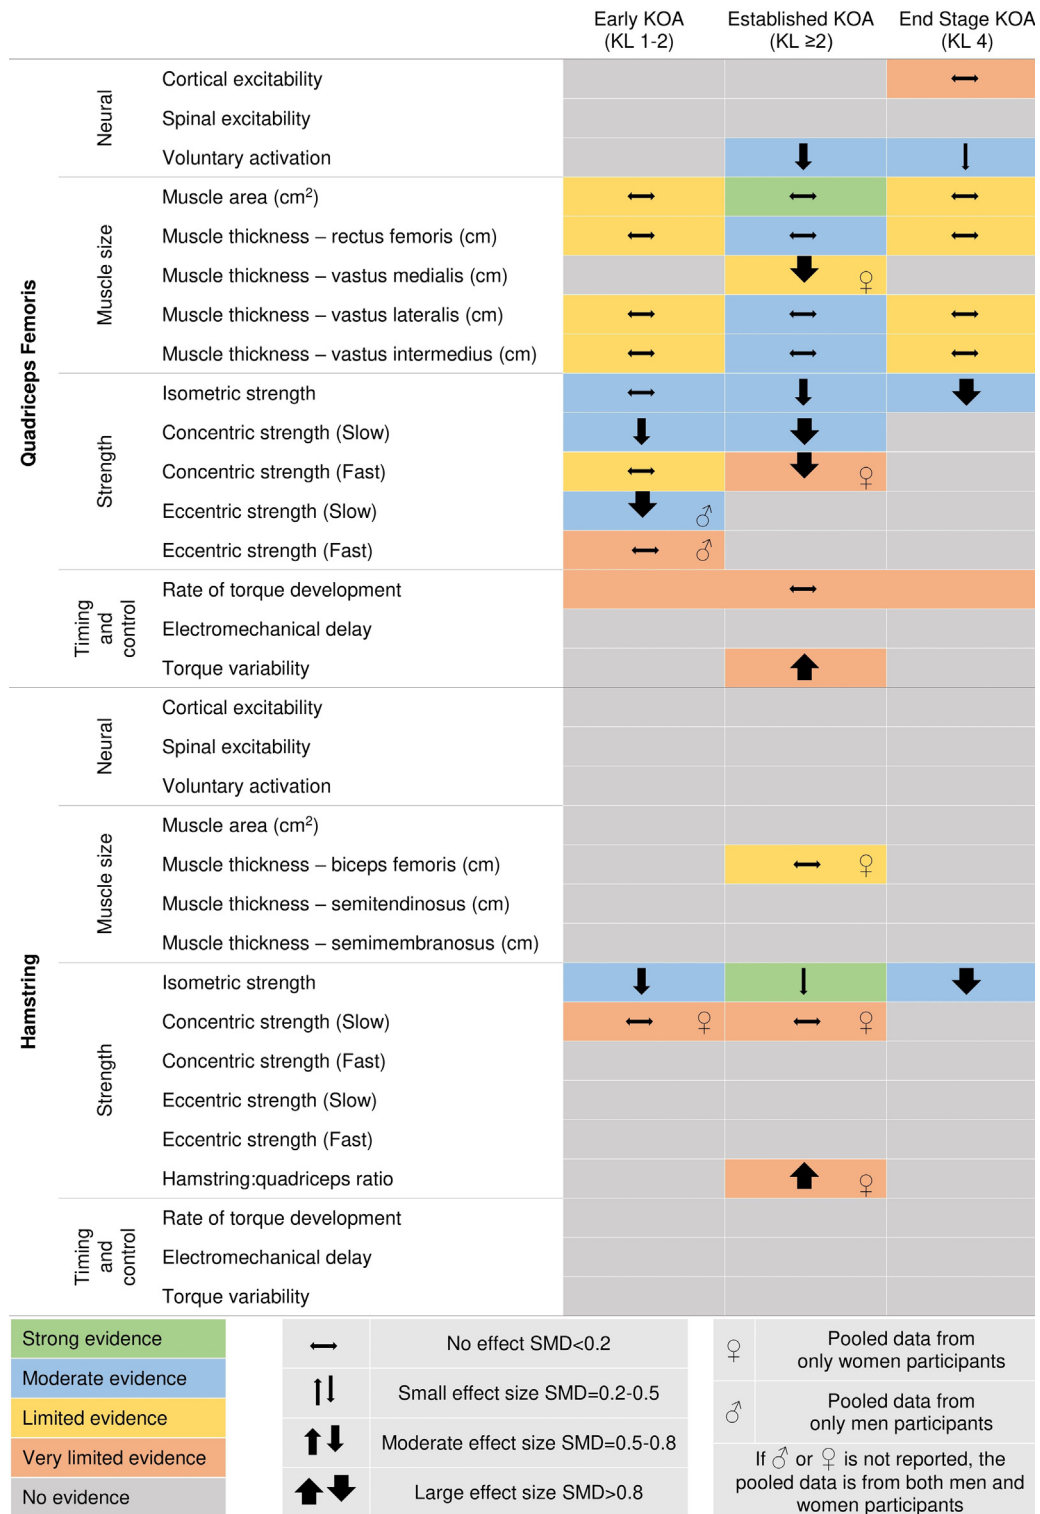 Early KOA
(KL 1-2)
Established KOA
(KL ≥2)
End Stage KOA
(KL 4)
Quadriceps Femoris
Neural
Cortical excitability
Spinal excitability
Voluntary activation
Muscle size
Muscle area (cm²)
Muscle thickness – rectus femoris (cm)
Muscle thickness – vastus medialis (cm)
♀
Muscle thickness – vastus lateralis (cm)
Muscle thickness – vastus intermedius (cm)
Strength
Isometric strength
Concentric strength (Slow)
Concentric strength (Fast)
♀
Eccentric strength (Slow)
♂
Eccentric strength (Fast)
♂
Timing
and
control
Rate of torque development
Electromechanical delay
Torque variability
Hamstring
Neural
Cortical excitability
Spinal excitability
Voluntary activation
Muscle size
Muscle area (cm²)
Muscle thickness – biceps femoris (cm)
♀
Muscle thickness – semitendinosus (cm)
Muscle thickness – semimembranosus (cm)
Strength
Isometric strength
Concentric strength (Slow)
♀ ♀
Concentric strength (Fast)
Eccentric strength (Slow)
Eccentric strength (Fast)
Hamstring:quadriceps ratio
♀
Timing
and
control
Rate of torque development
Electromechanical delay
Torque variability
Strong evidence
Moderate evidence
Limited evidence
Very limited evidence
No evidence
No effect SMD<0.2
Small effect size SMD=0.2-0.5
Moderate effect size SMD=0.5-0.8
Large effect size SMD>0.8
♀ Pooled data from
only women participants
♂ Pooled data from
only men participants
If ♂ or ♀ is not reported, the
pooled data is from both men and
women participants